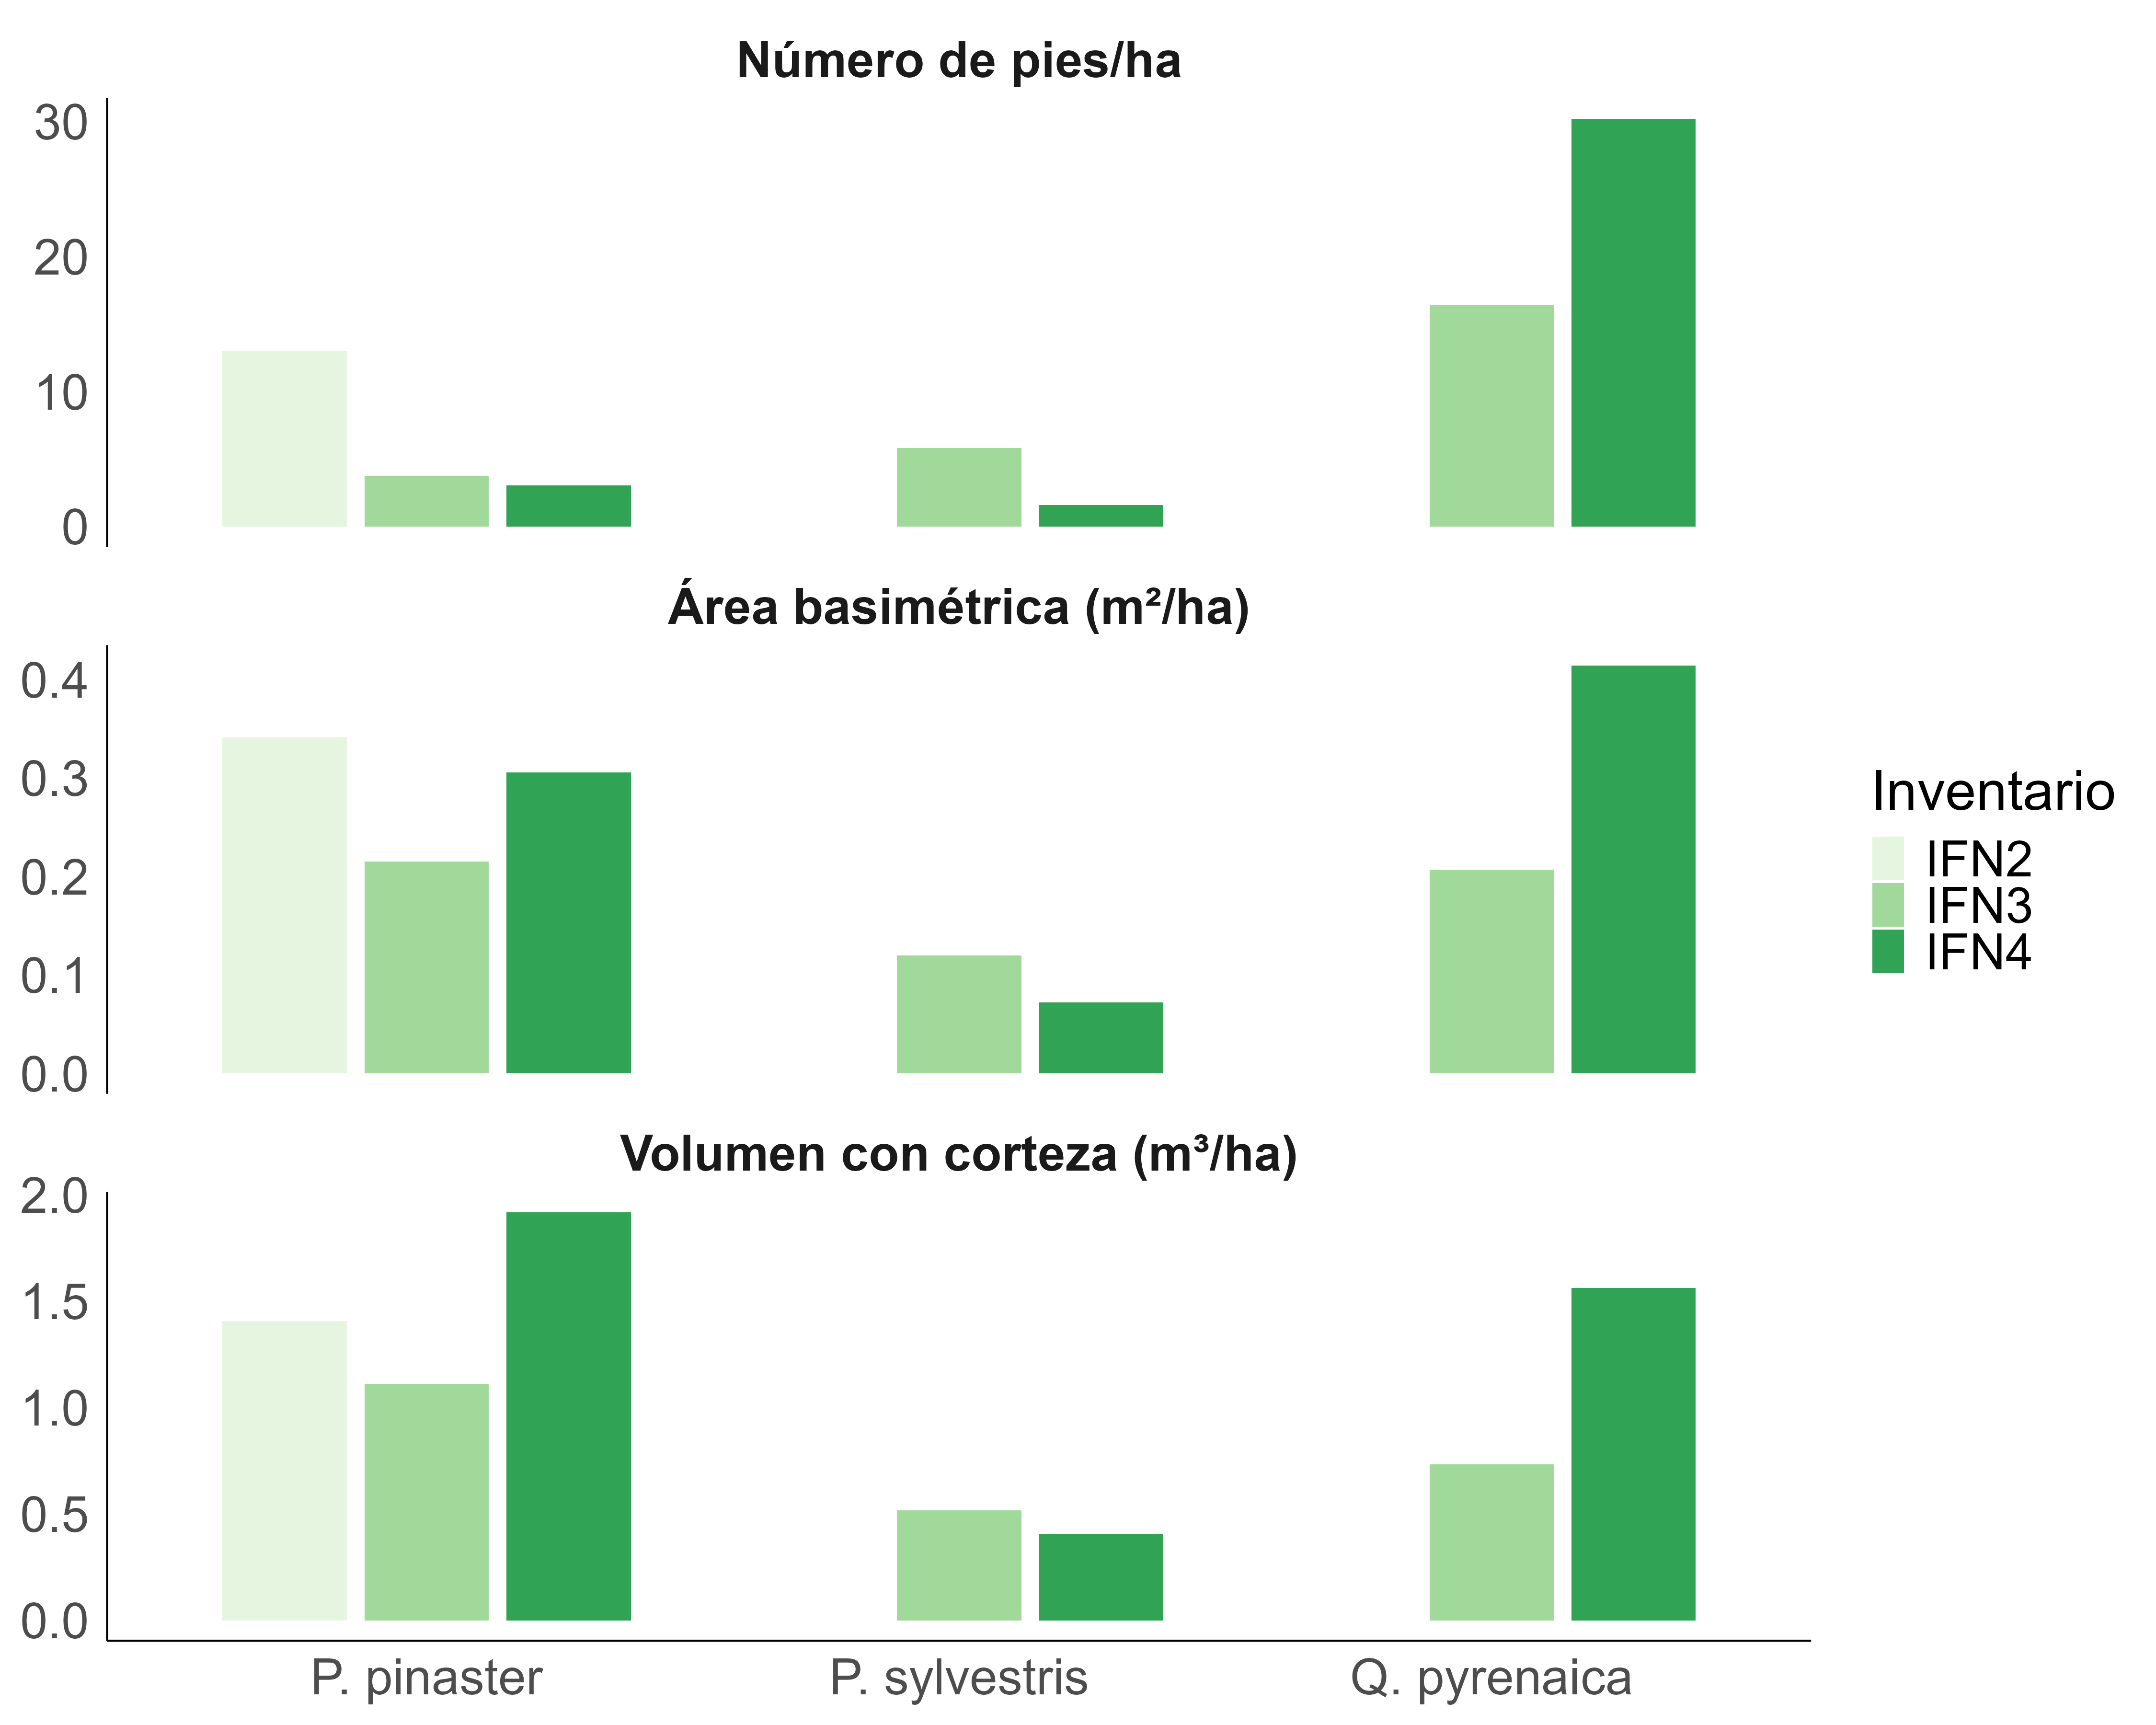 Número de pies/ha
30
20
10
0
Área basimétrica (m²/ha)
0.4
0.3
0.2
0.1
0.0
Volumen con corteza (m³/ha)
2.0
1.5
1.0
0.5
0.0
P. pinaster P. sylvestris Q. pyrenaica
Inventario
IFN2
IFN3
IFN4